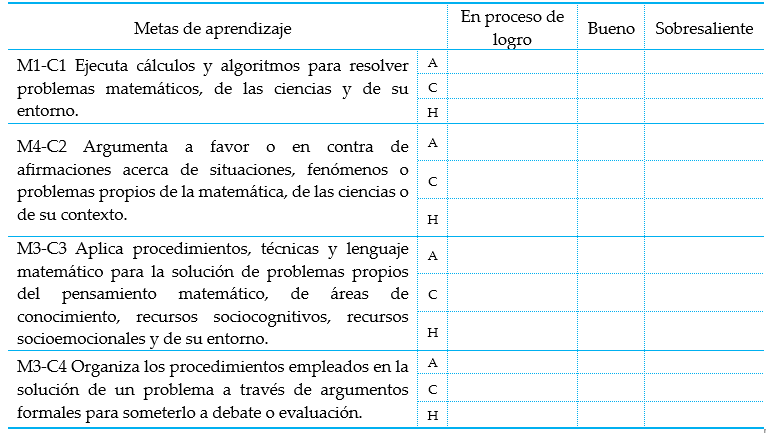 Metas de aprendizaje
En proceso de
logro
Bueno
Sobresaliente
M1-C1 Ejecuta cálculos y algoritmos para resolver
problemas matemáticos, de las ciencias y de su
entorno.
A
C
H
M4-C2 Argumenta a favor o en contra de
afirmaciones acerca de situaciones, fenómenos o
problemas propios de la matemática, de las ciencias o
de su contexto.
A
C
H
M3-C3 Aplica procedimientos, técnicas y lenguaje
matemático para la solución de problemas propios
del pensamiento matemático, de áreas de
conocimiento, recursos sociocognitivos, recursos
socioemocionales y de su entorno.
A
C
H
M3-C4 Organiza los procedimientos empleados en la
solución de un problema a través de argumentos
formales para someterlo a debate o evaluación.
A
C
H